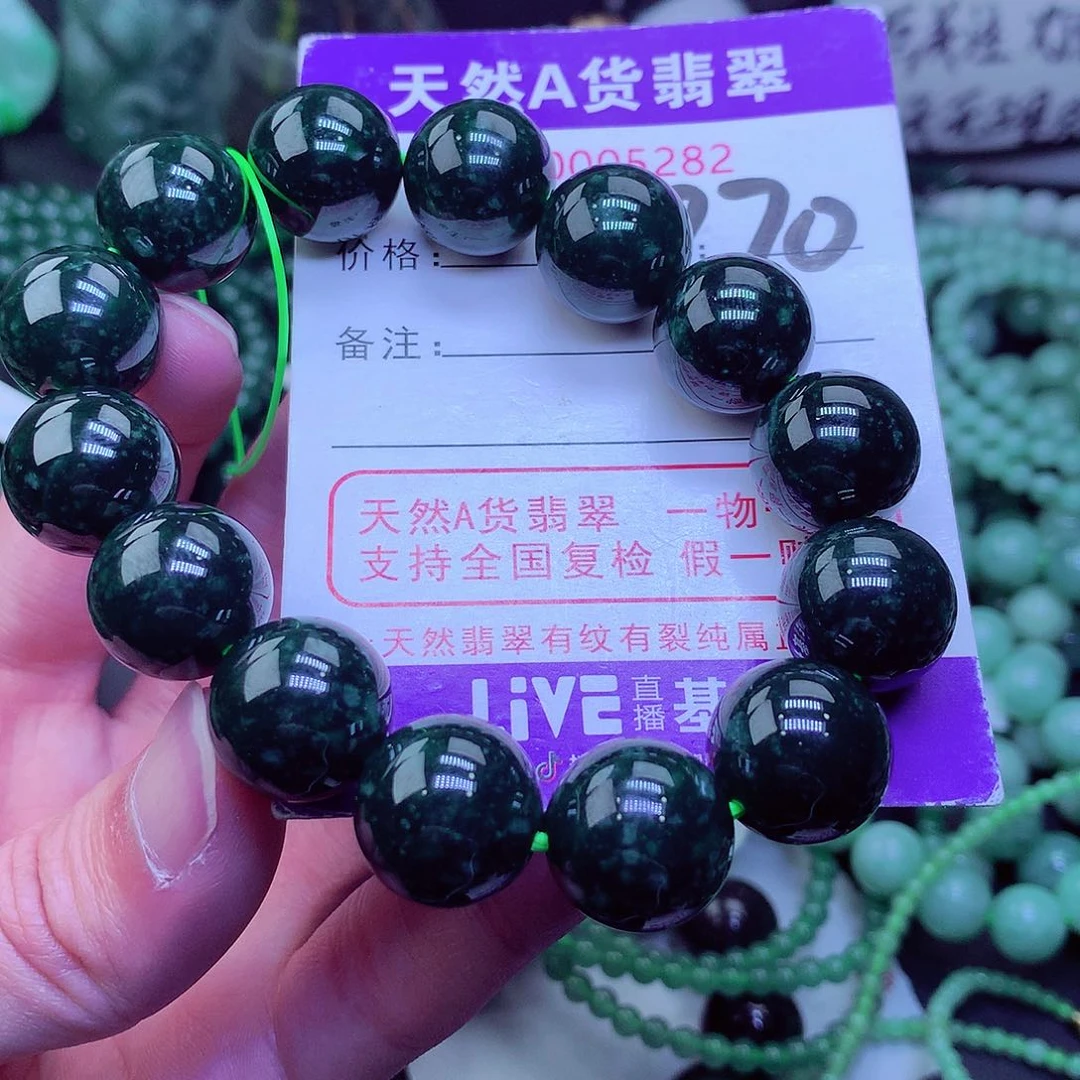 天然A货翡翠
0005282
270
价格:
备注:
天然A货翡翠 一物
支持全国复检 假一
天然翡翠有纹有裂纯属
LiVE 直播 基